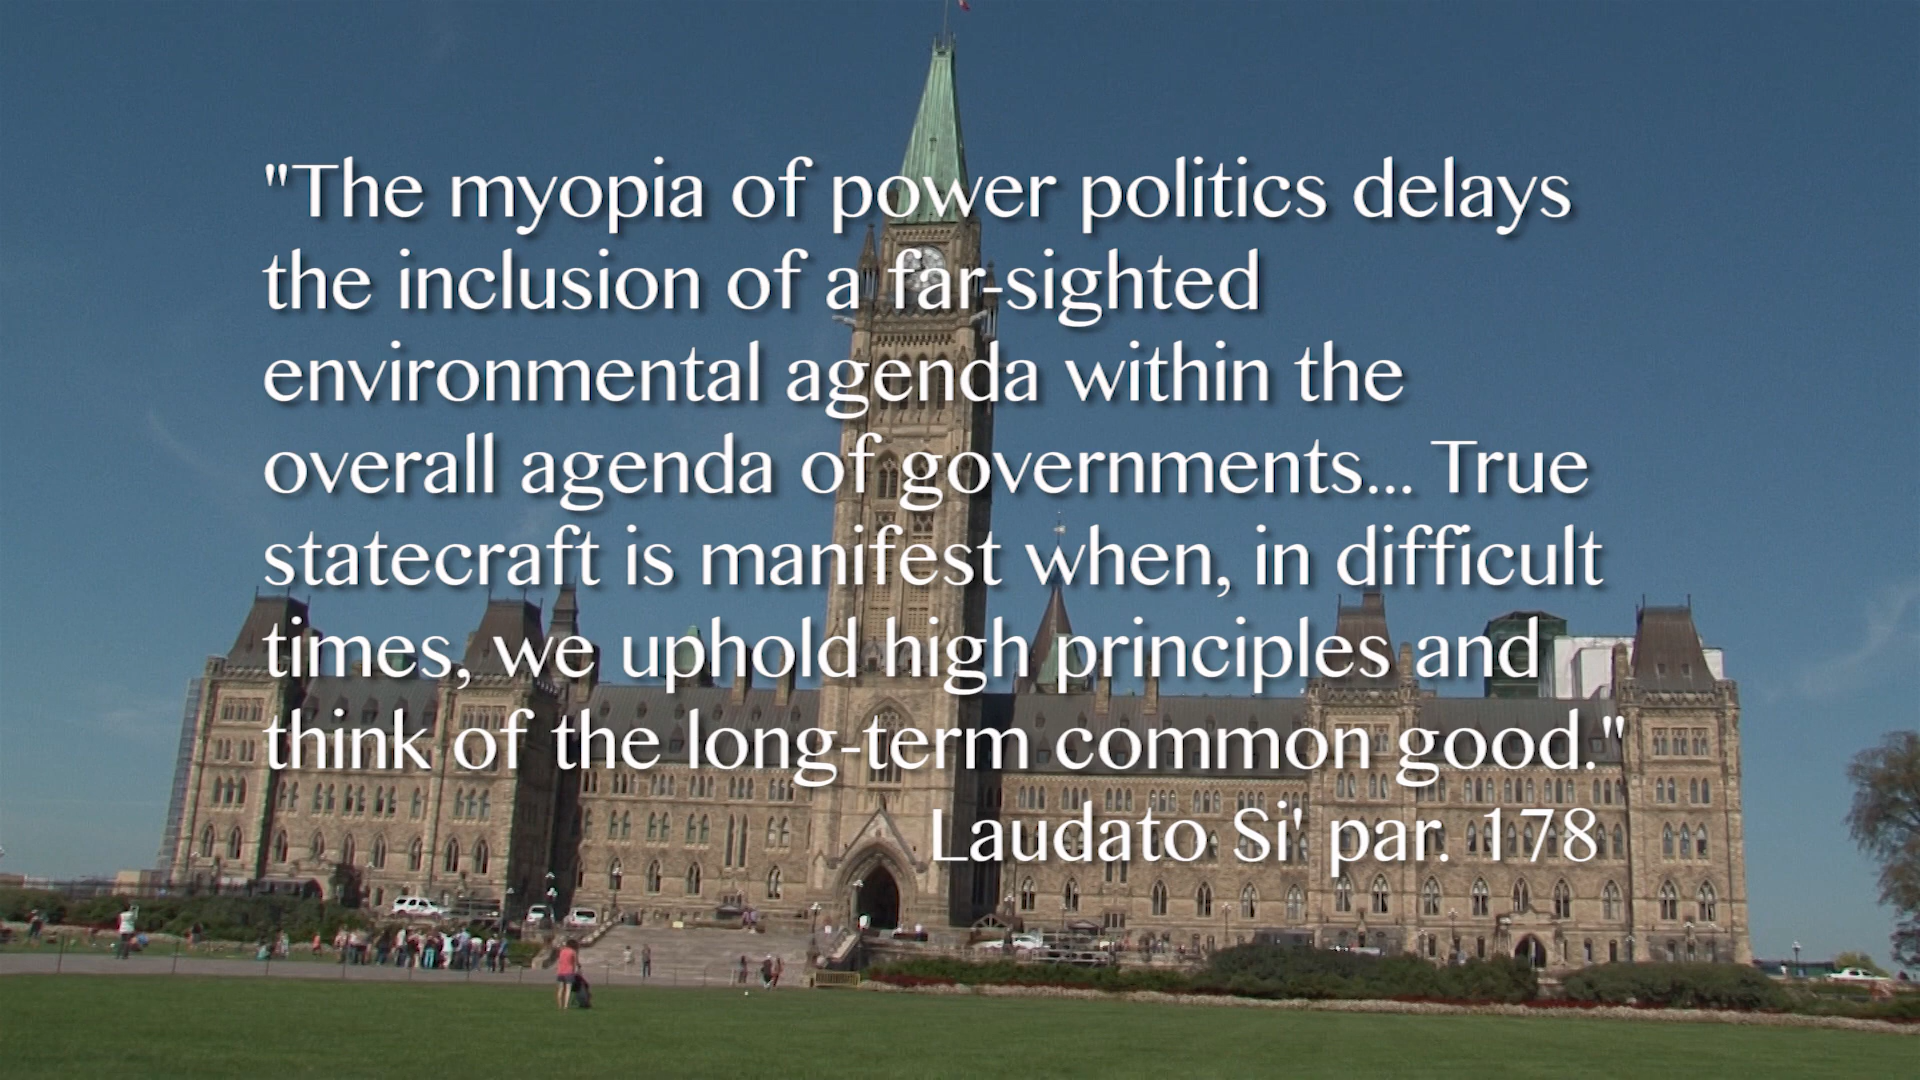 "The myopia of power politics delays
the inclusion of a far-sighted
environmental agenda within the
overall agenda of governments... True
statecraft is manifest when, in difficult
times, we uphold high principles and
think of the long-term common good."
Laudato Si' par. 178